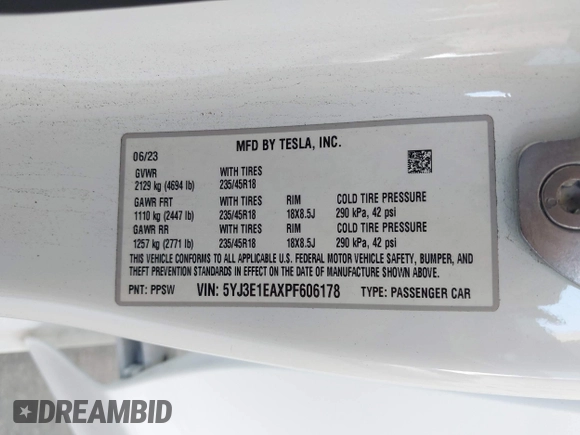 MFD BY TESLA, INC.
06/23
GVWR WITH TIRES
2129 kg (4694 lb) 235/45R18
GAWR FRT WITH TIRES RIM COLD TIRE PRESSURE
1110 kg (2447 lb) 235/45R18 18X8.5J 290 kPa, 42 psi
GAWR RR WITH TIRES RIM COLD TIRE PRESSURE
1257 kg (2771 lb) 235/45R18 18X8.5J 290 kPa, 42 psi
THIS VEHICLE CONFORMS TO ALL APPLICABLE U.S. FEDERAL MOTOR VEHICLE SAFETY, BUMPER, AND
THEFT PREVENTION STANDARDS IN EFFECT ON THE DATE OF MANUFACTURE SHOWN ABOVE.
PNT: PPSW VIN: 5YJ3E1EAXPF606178 TYPE: PASSENGER CAR
DREAMBID